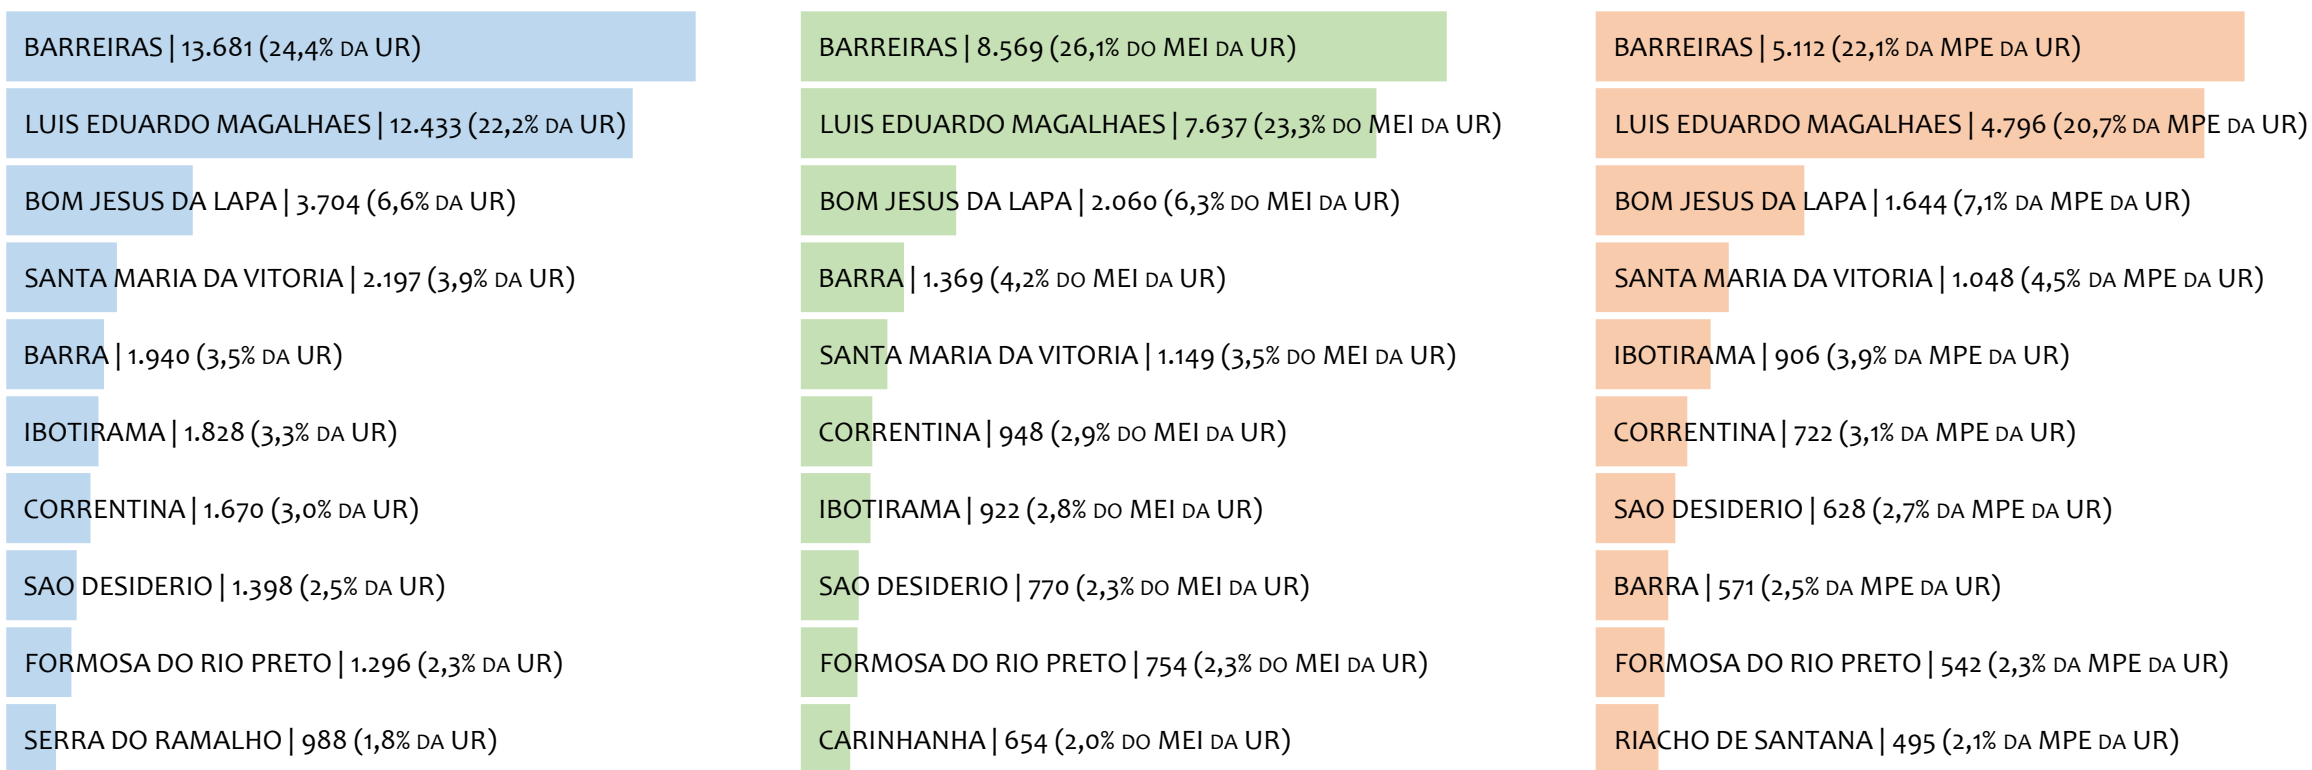 BARREIRAS | 13.681 (24,4% DA UR)
LUIS EDUARDO MAGALHAES | 12.433 (22,2% DA UR)
BOM JESUS DA LAPA | 3.704 (6,6% DA UR)
SANTA MARIA DA VITORIA | 2.197 (3,9% DA UR)
BARRA | 1.940 (3,5% DA UR)
IBOTIRAMA | 1.828 (3,3% DA UR)
CORRENTINA | 1.670 (3,0% DA UR)
SAO DESIDERIO | 1.398 (2,5% DA UR)
FORMOSA DO RIO PRETO | 1.296 (2,3% DA UR)
SERRA DO RAMALHO | 988 (1,8% DA UR)
BARREIRAS | 8.569 (26,1% DO MEI DA UR)
LUIS EDUARDO MAGALHAES | 7.637 (23,3% DO MEI DA UR)
BOM JESUS DA LAPA | 2.060 (6,3% DO MEI DA UR)
BARRA | 1.369 (4,2% DO MEI DA UR)
SANTA MARIA DA VITORIA | 1.149 (3,5% DO MEI DA UR)
CORRENTINA | 948 (2,9% DO MEI DA UR)
IBOTIRAMA | 922 (2,8% DO MEI DA UR)
SAO DESIDERIO | 770 (2,3% DO MEI DA UR)
FORMOSA DO RIO PRETO | 754 (2,3% DO MEI DA UR)
CARINHANHA | 654 (2,0% DO MEI DA UR)
BARREIRAS | 5.112 (22,1% DA MPE DA UR)
LUIS EDUARDO MAGALHAES | 4.796 (20,7% DA MPE DA UR)
BOM JESUS DA LAPA | 1.644 (7,1% DA MPE DA UR)
SANTA MARIA DA VITORIA | 1.048 (4,5% DA MPE DA UR)
IBOTIRAMA | 906 (3,9% DA MPE DA UR)
CORRENTINA | 722 (3,1% DA MPE DA UR)
SAO DESIDERIO | 628 (2,7% DA MPE DA UR)
BARRA | 571 (2,5% DA MPE DA UR)
FORMOSA DO RIO PRETO | 542 (2,3% DA MPE DA UR)
RIACHO DE SANTANA | 495 (2,1% DA MPE DA UR)